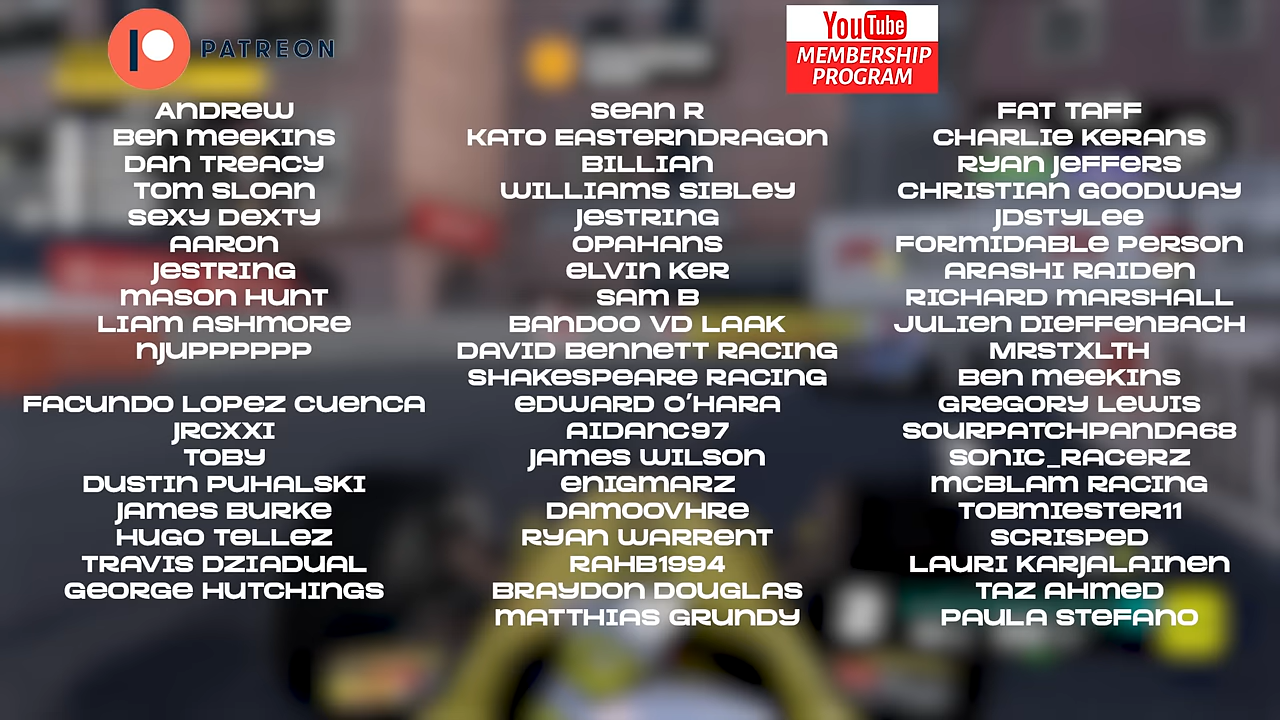 PATREON
YouTube
MEMBERSHIP
PROGRAM
ANDREW
BEN MEEKINS
DAN TREACY
TOM SLOAN
SEXY DEXTY
AARON
JESTRING
MASON HUNT
LIAM ASHMORE
NJUPPPPPP
FACUNDO LOPEZ CUENCA
JRCXXI
TOBY
DUSTIN PUHALSKI
JAMES BURKE
HUGO TELLEZ
TRAVIS DZIADUAL
GEORGE HUTCHINGS
SEAN R
KATO EASTERNDRAGON
BILLIAN
WILLIAMS SIBLEY
JESTRING
OPAHANS
ELVIN KER
SAM B
BANDOO VD LAAK
DAVID BENNETT RACING
SHAKESPEARE RACING
EDWARD O'HARA
AIDANC97
JAMES WILSON
ENIGMARZ
DAMOOVHRE
RYAN WARRENT
RAHB1994
BRAYDON DOUGLAS
MATTHIAS GRUNDY
FAT TAFF
CHARLIE KERANS
RYAN JEFFERS
CHRISTIAN GOODWAY
JDSTYLEE
FORMIDABLE PERSON
ARASHI RAIDEN
RICHARD MARSHALL
JULIEN DIEFFENBACH
MRSTXLTH
BEN MEEKINS
GREGORY LEWIS
SOURPATCHPANDA68
SONIC_RACERZ
MCBLAM RACING
TOBMIESTER11
SCRISPED
LAURI KARJALAINEN
TAZ AHMED
PAULA STEFANO